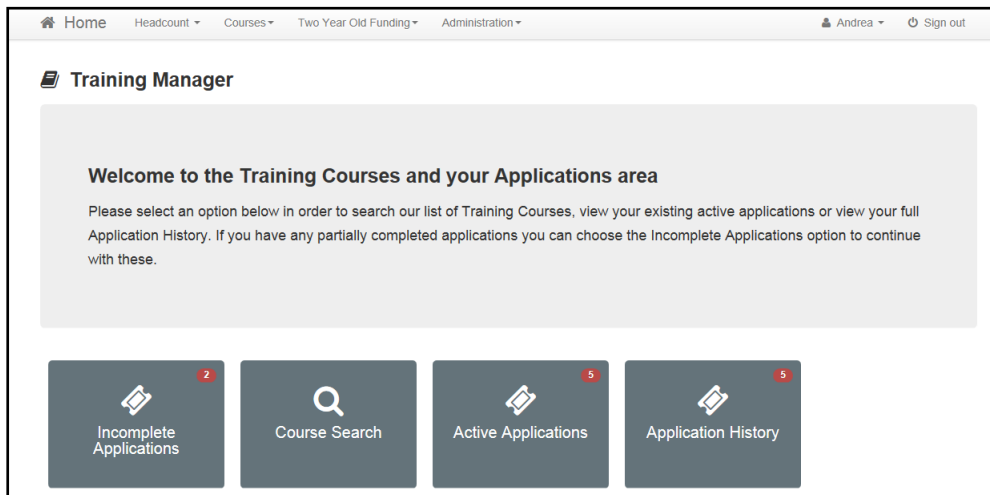 Home Headcount Courses Two Year Old Funding Administration Andrea Sign out
Training Manager
Welcome to the Training Courses and your Applications area
Please select an option below in order to search our list of Training Courses, view your existing active applications or view your full
Application History. If you have any partially completed applications you can choose the Incomplete Applications option to continue
with these.
2
Incomplete
Applications
Course Search
5
Active Applications
5
Application History